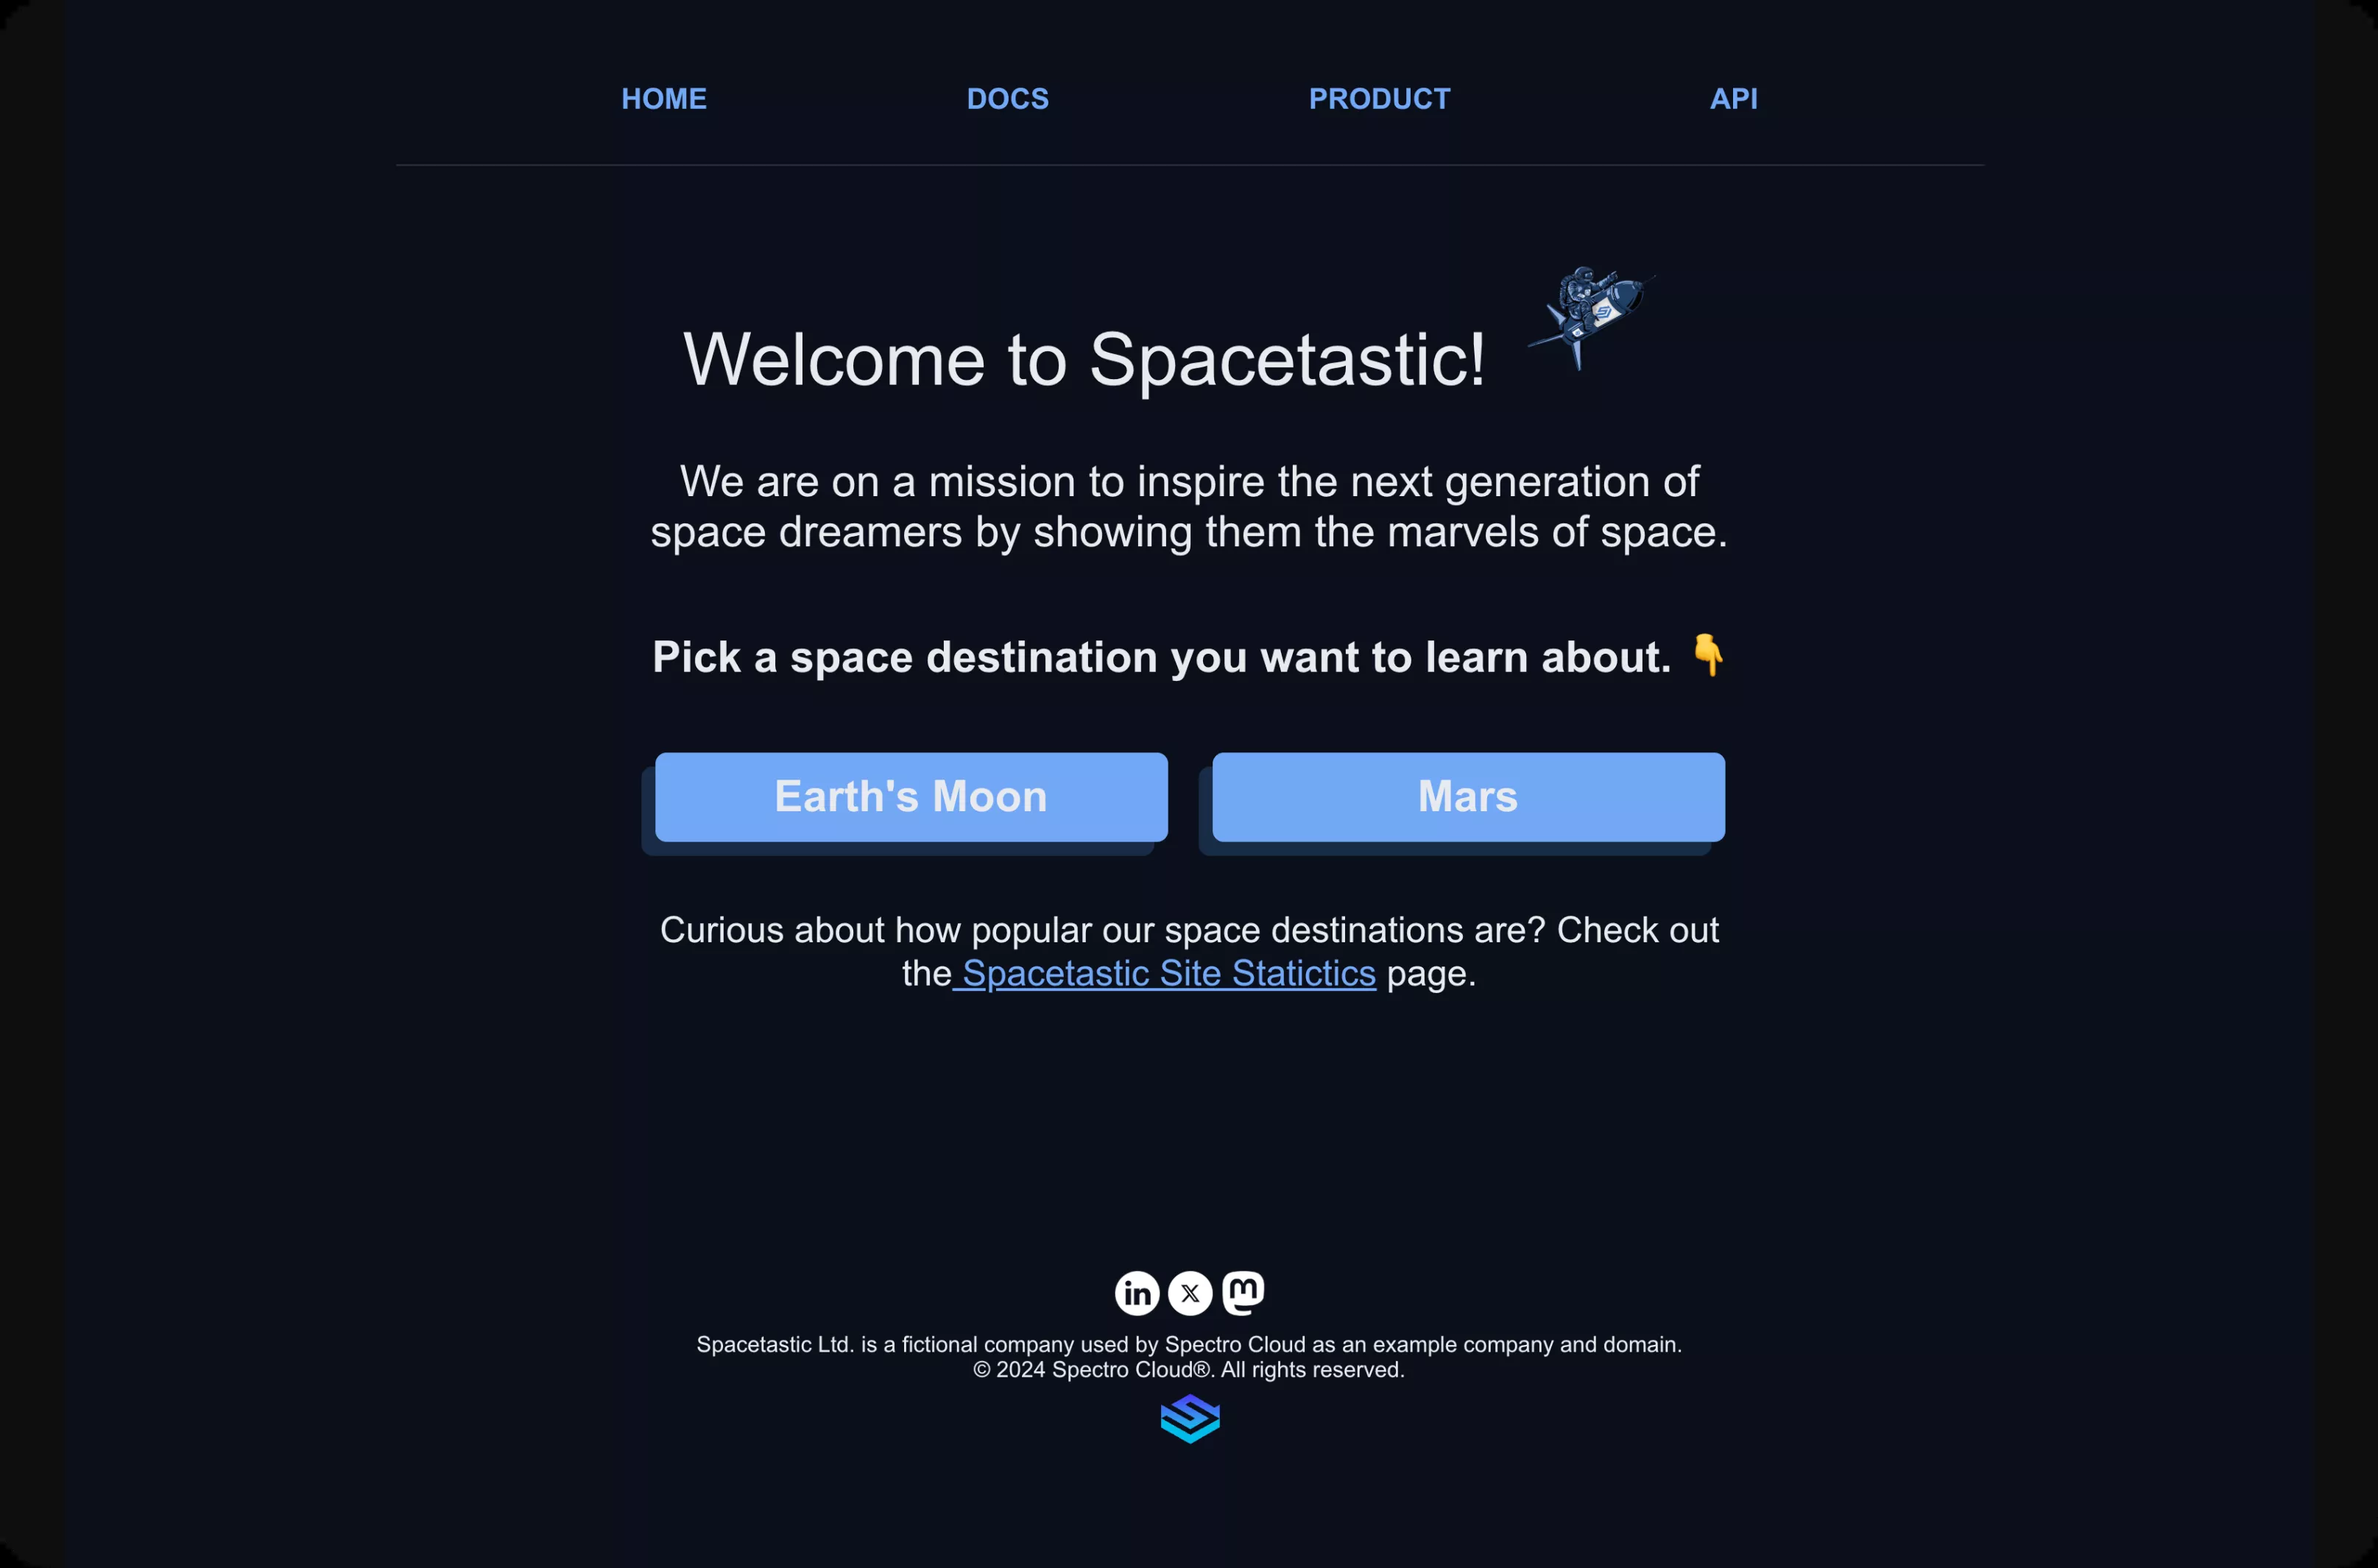 HOME DOCS PRODUCT API
Welcome to Spacetastic!
We are on a mission to inspire the next generation of
space dreamers by showing them the marvels of space.
Pick a space destination you want to learn about. 👇
Earth's Moon Mars
Curious about how popular our space destinations are? Check out
the Spacetastic Site Statictics page.
in X m
Spacetastic Ltd. is a fictional company used by Spectro Cloud as an example company and domain.
© 2024 Spectro Cloud®. All rights reserved.